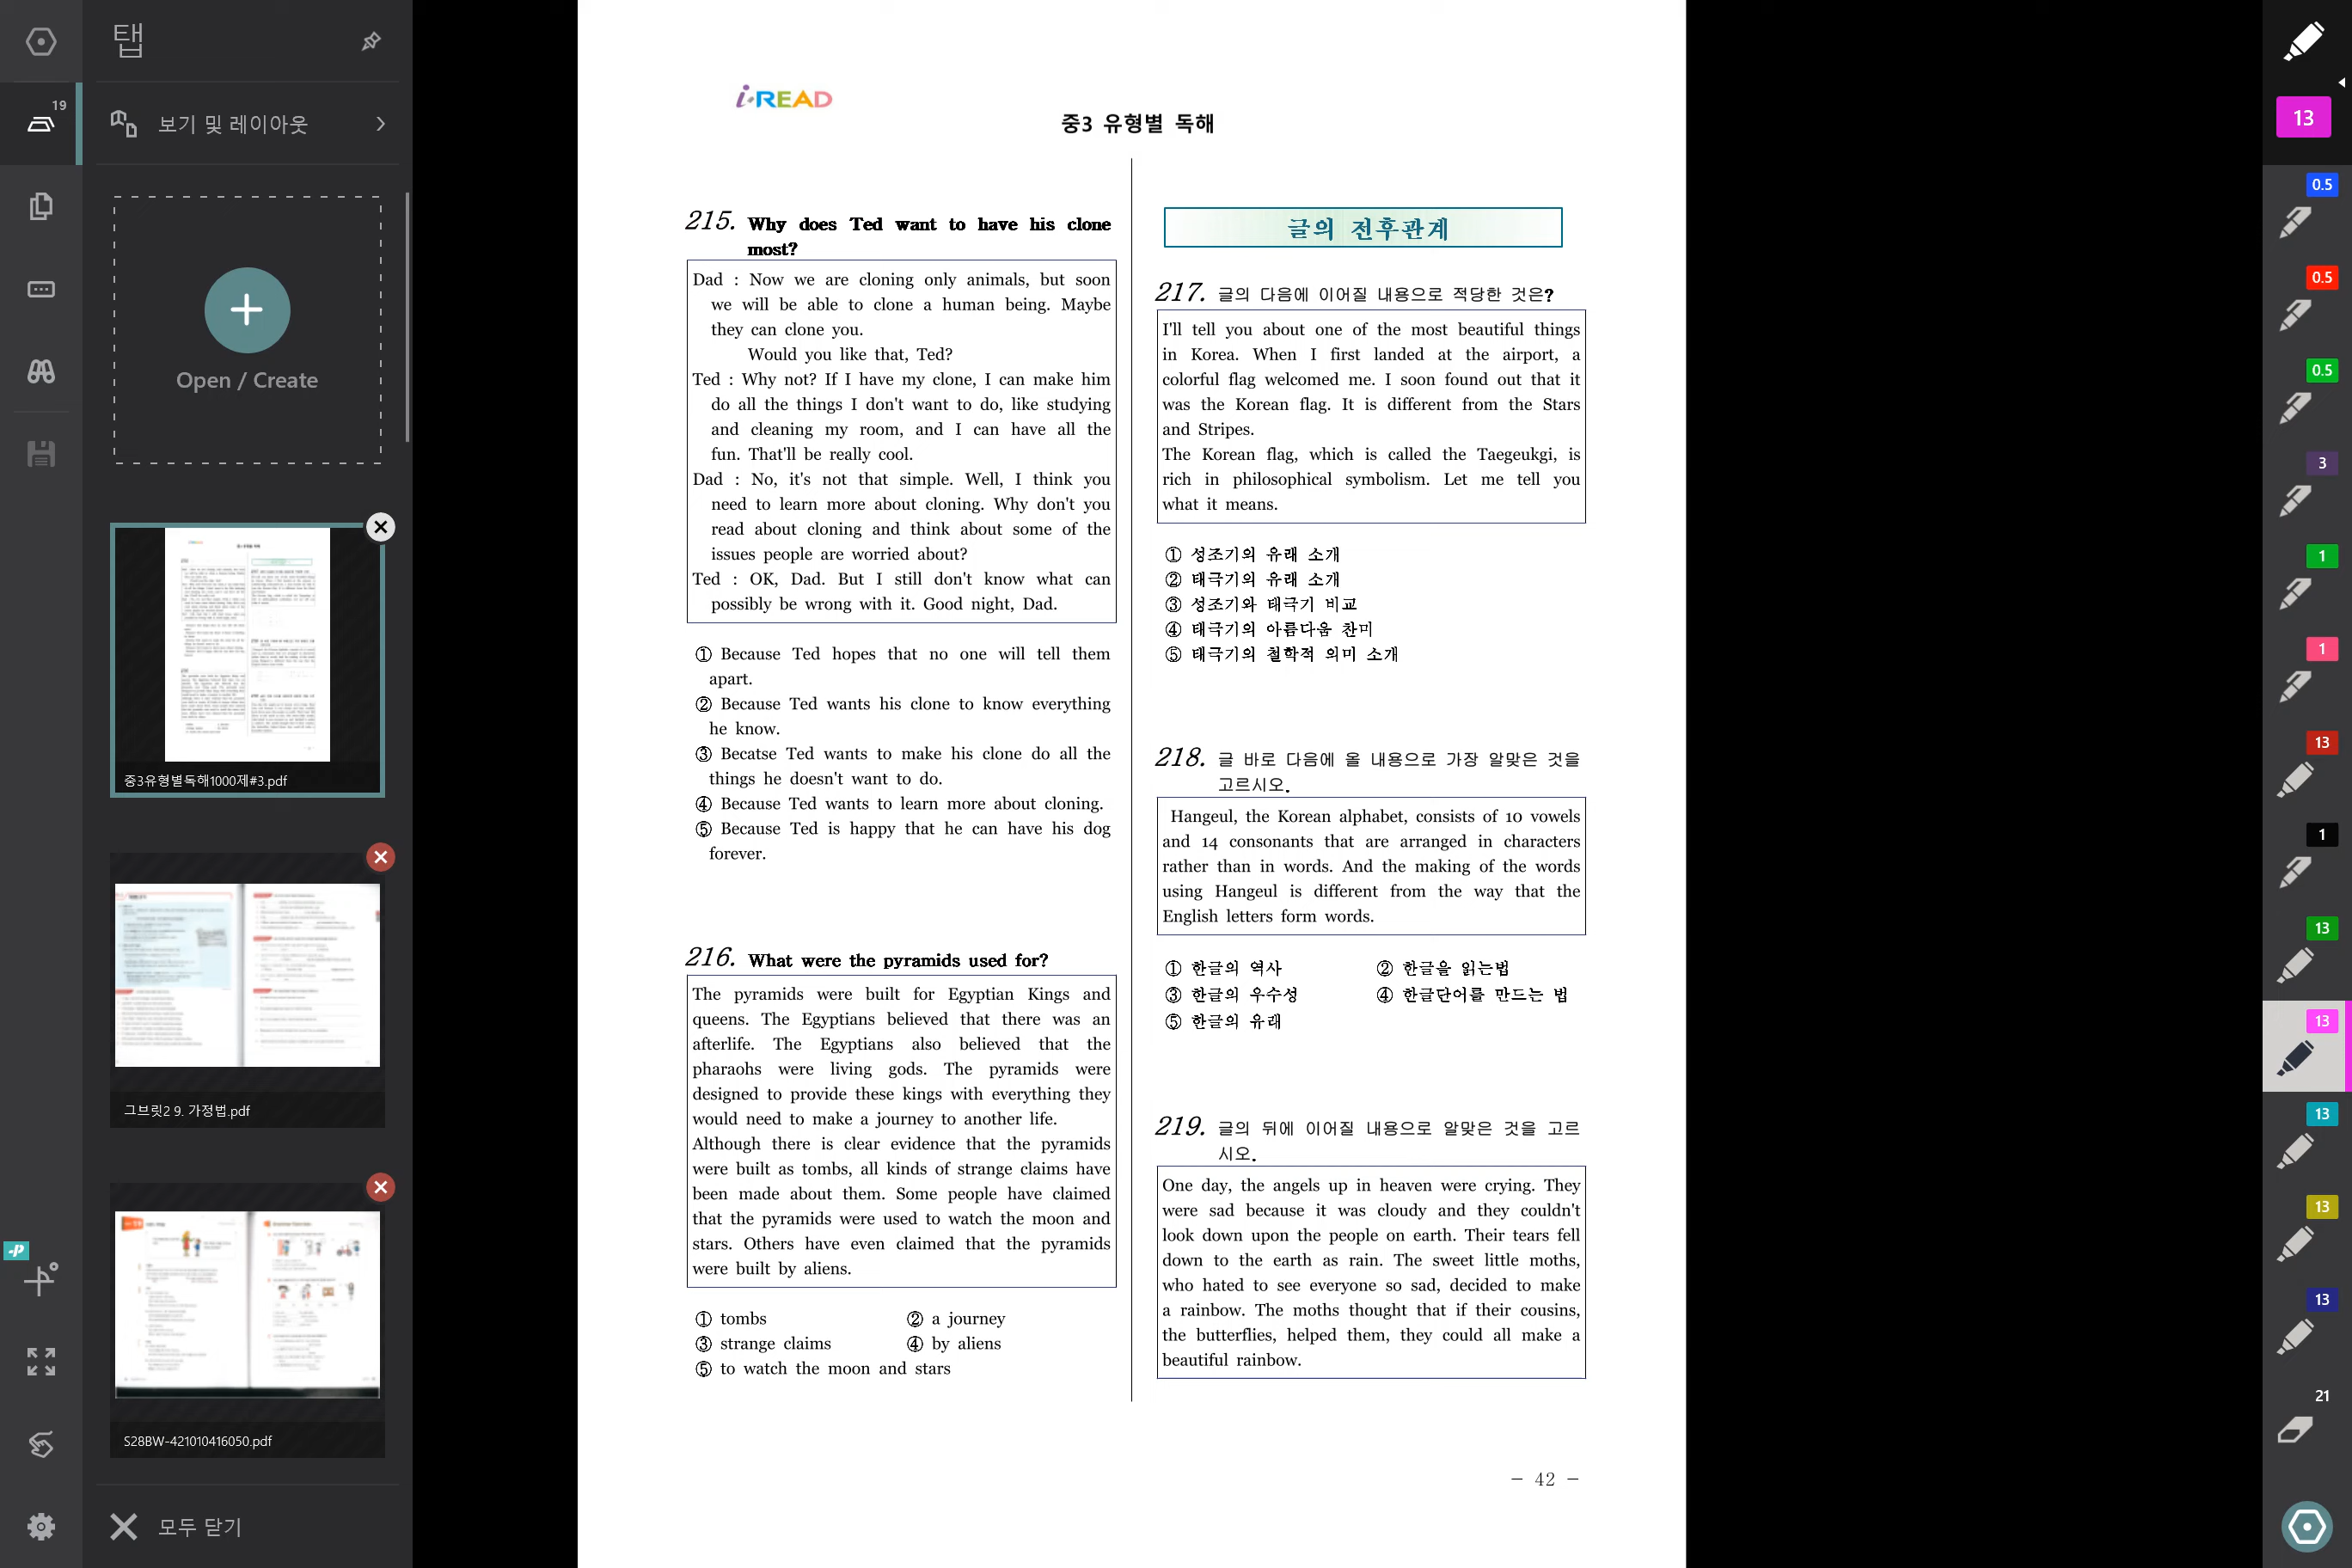 19
탭
보기 및 레이아웃
Open / Create
중3유형별독해1000제#3.pdf
그브릿2 9. 가정법.pdf
S28BW-421010416050.pdf
모두 닫기
i·READ
중3 유형별 독해
215. Why does Ted want to have his clone
most?
Dad : Now we are cloning only animals, but soon
we will be able to clone a human being. Maybe
they can clone you.
Would you like that, Ted?
Ted : Why not? If I have my clone, I can make him
do all the things I don't want to do, like studying
and cleaning my room, and I can have all the
fun. That'll be really cool.
Dad : No, it's not that simple. Well, I think you
need to learn more about cloning. Why don't you
read about cloning and think about some of the
issues people are worried about?
Ted : OK, Dad. But I still don't know what can
possibly be wrong with it. Good night, Dad.
① Because Ted hopes that no one will tell them
apart.
② Because Ted wants his clone to know everything
he know.
③ Becatse Ted wants to make his clone do all the
things he doesn't want to do.
④ Because Ted wants to learn more about cloning.
⑤ Because Ted is happy that he can have his dog
forever.
216. What were the pyramids used for?
The pyramids were built for Egyptian Kings and
queens. The Egyptians believed that there was an
afterlife. The Egyptians also believed that the
pharaohs were living gods. The pyramids were
designed to provide these kings with everything they
would need to make a journey to another life.
Although there is clear evidence that the pyramids
were built as tombs, all kinds of strange claims have
been made about them. Some people have claimed
that the pyramids were used to watch the moon and
stars. Others have even claimed that the pyramids
were built by aliens.
① tombs ② a journey
③ strange claims ④ by aliens
⑤ to watch the moon and stars
글의 전후관계
217. 글의 다음에 이어질 내용으로 적당한 것은?
I'll tell you about one of the most beautiful things
in Korea. When I first landed at the airport, a
colorful flag welcomed me. I soon found out that it
was the Korean flag. It is different from the Stars
and Stripes.
The Korean flag, which is called the Taegeukgi, is
rich in philosophical symbolism. Let me tell you
what it means.
① 성조기의 유래 소개
② 태극기의 유래 소개
③ 성조기와 태극기 비교
④ 태극기의 아름다움 찬미
⑤ 태극기의 철학적 의미 소개
218. 글 바로 다음에 올 내용으로 가장 알맞은 것을
고르시오.
Hangeul, the Korean alphabet, consists of 10 vowels
and 14 consonants that are arranged in characters
rather than in words. And the making of the words
using Hangeul is different from the way that the
English letters form words.
① 한글의 역사 ② 한글을 읽는법
③ 한글의 우수성 ④ 한글단어를 만드는 법
⑤ 한글의 유래
219. 글의 뒤에 이어질 내용으로 알맞은 것을 고르
시오.
One day, the angels up in heaven were crying. They
were sad because it was cloudy and they couldn't
look down upon the people on earth. Their tears fell
down to the earth as rain. The sweet little moths,
who hated to see everyone so sad, decided to make
a rainbow. The moths thought that if their cousins,
the butterflies, helped them, they could all make a
beautiful rainbow.
- 42 -
13
0.5
0.5
0.5
3
1
1
13
1
13
13
13
13
13
21